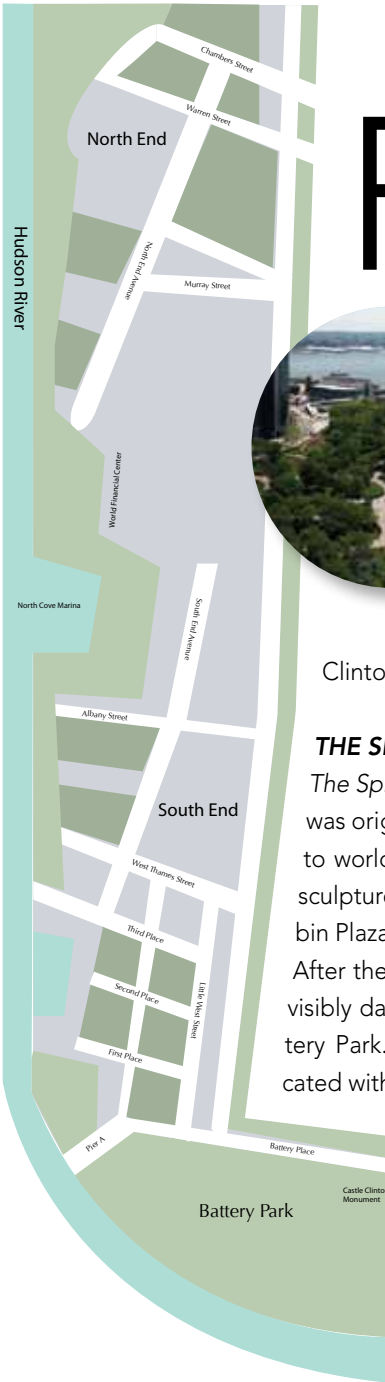 Chambers Street
Warren Street
North End
North End Avenue
Hudson River
Murray Street
World Financial Center
North Cove Marina
South End Avenue
Albany Street
South End
West Thames Street
Third Place
Little West Street
Second Place
First Place
Pier A
Battery Place
Castle Clinto
Monument
Battery Park
Clinto
THE S
The Sp
was orig
to world
sculpture
bin Plaza
After the
visibly da
tery Park.
cated with